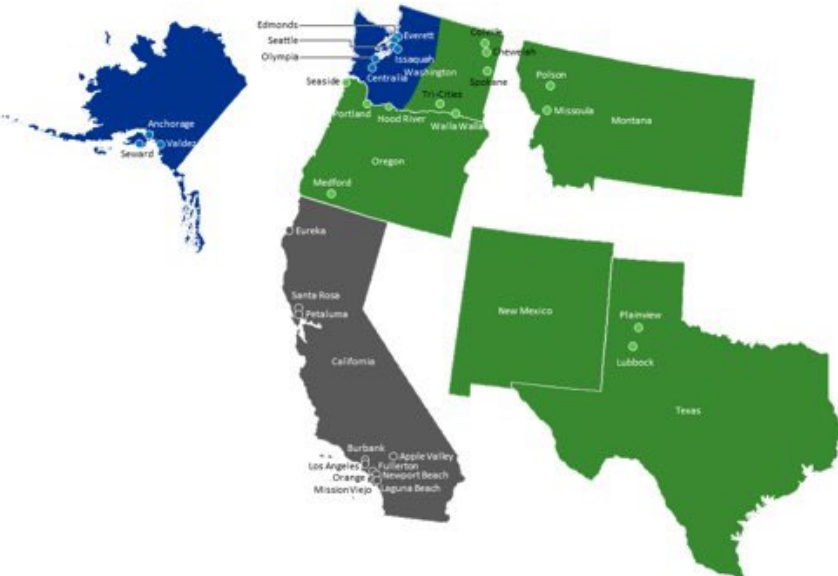 Edmonds
Everett
Seattle
Issaquah
Olympia
Centralia
Washington
Colville
Chewelah
Spokane
Tri-Cities
Walla Walla
Seaside
Portland
Hood River
Oregon
Medford
Anchorage
Seward
Valdez
Polson
Missoula
Montana
Eureka
Santa Rosa
Petaluma
California
Burbank
Apple Valley
Los Angeles
Fullerton
Orange
Newport Beach
Mission Viejo
Laguna Beach
New Mexico
Plainview
Lubbock
Texas